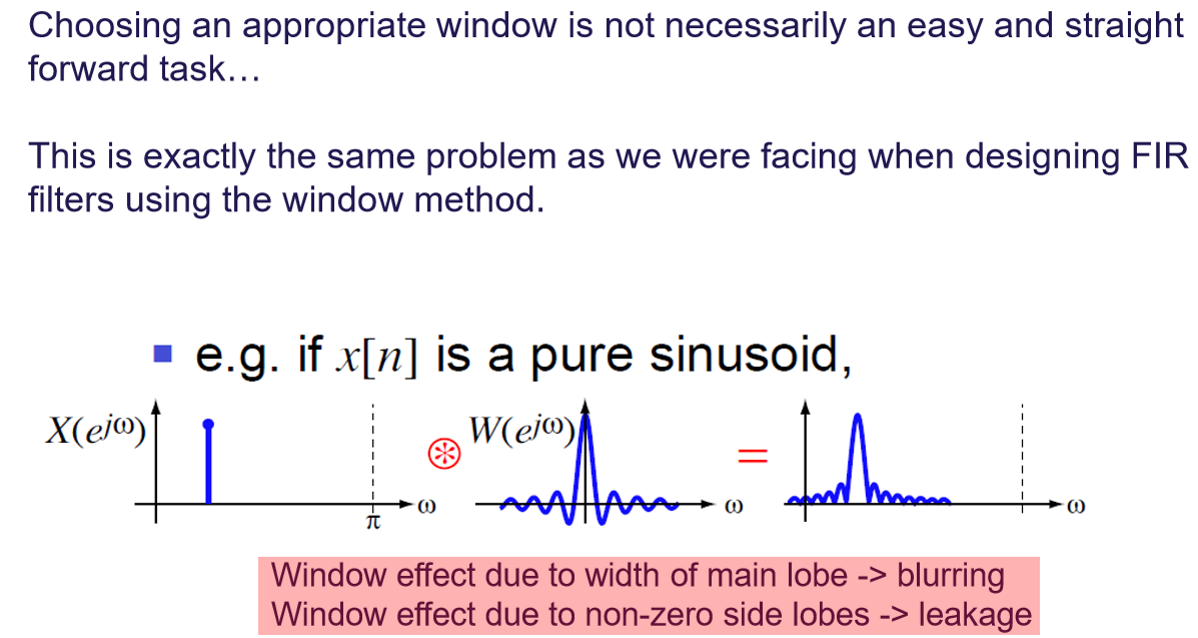 Choosing an appropriate window is not necessarily an easy and straight
forward task…
This is exactly the same problem as we were facing when designing FIR
filters using the window method.
e.g. if x[n] is a pure sinusoid,
X(ejω)
π
ω
⊛
W(ejω)
ω
=
ω
Window effect due to width of main lobe -> blurring
Window effect due to non-zero side lobes -> leakage